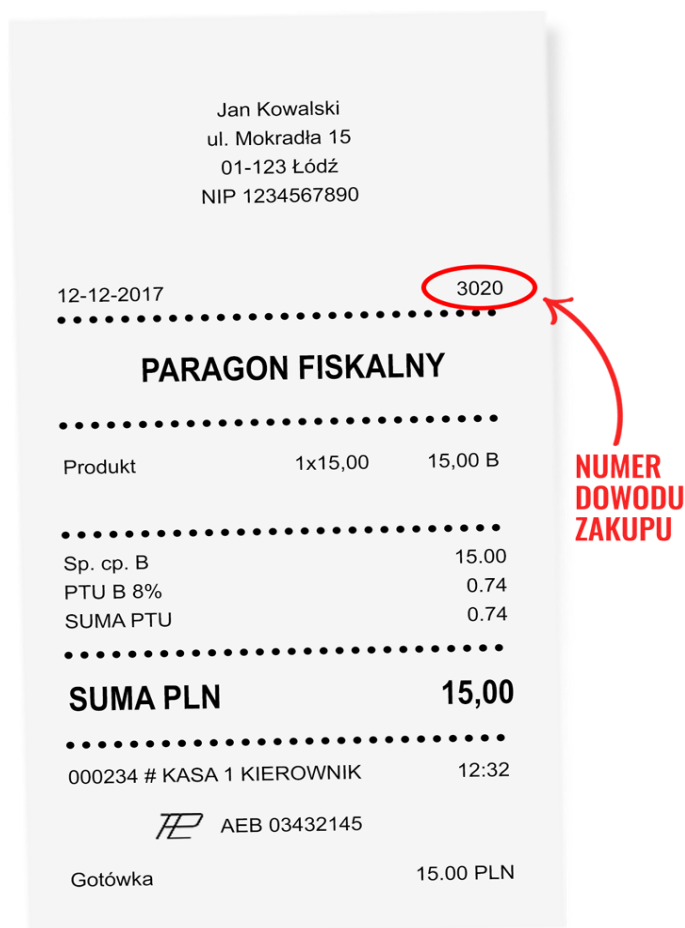 Jan Kowalski
ul. Mokradła 15
01-123 Łódź
NIP 1234567890
12-12-2017 3020
PARAGON FISKALNY
Produkt 1x15,00 15,00 B
Sp. cp. B 15.00
PTU B 8% 0.74
SUMA PTU 0.74
SUMA PLN 15,00
000234 # KASA 1 KIEROWNIK 12:32
AEB 03432145
Gotówka 15.00 PLN
NUMER
DOWODU
ZAKUPU